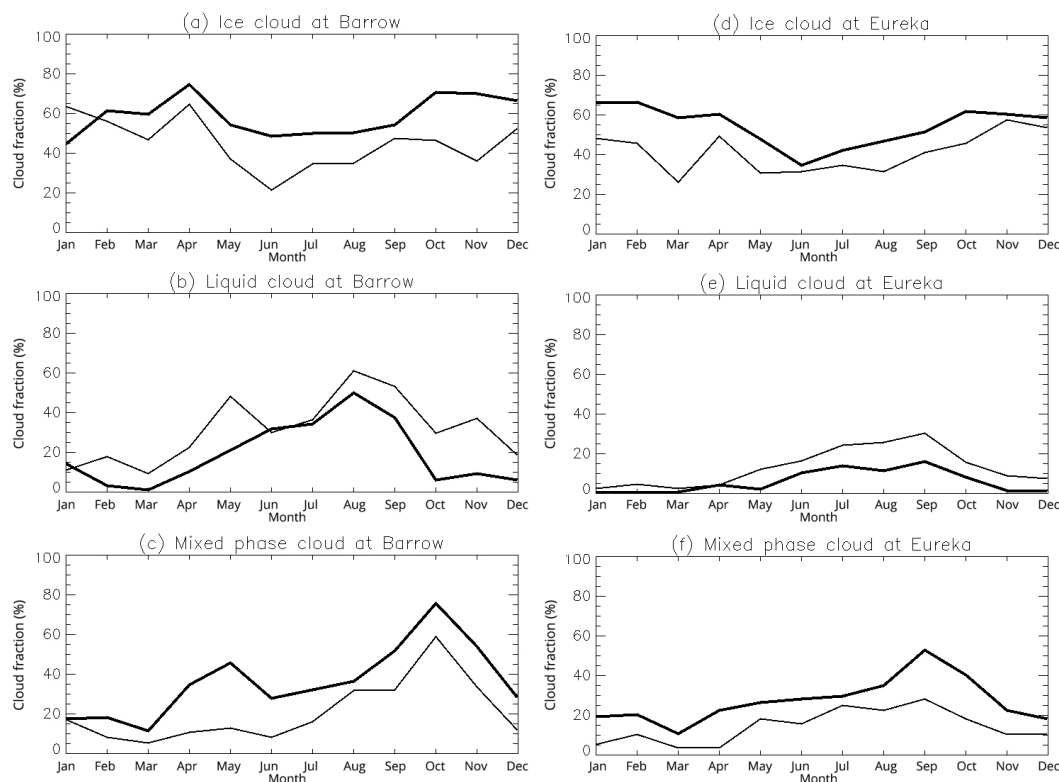 (a) Ice cloud at Barrow
100
80
60
40
20
0
Cloud fraction (%)
Jan Feb Mar Apr May Jun Jul Aug Sep Oct Nov Dec
Month
(b) Liquid cloud at Barrow
100
80
60
40
20
0
Cloud fraction (%)
Jan Feb Mar Apr May Jun Jul Aug Sep Oct Nov Dec
Month
(c) Mixed phase cloud at Barrow
100
80
60
40
20
0
Cloud fraction (%)
Jan Feb Mar Apr May Jun Jul Aug Sep Oct Nov Dec
Month
(d) Ice cloud at Eureka
100
80
60
40
20
0
Cloud fraction (%)
Jan Feb Mar Apr May Jun Jul Aug Sep Oct Nov Dec
Month
(e) Liquid cloud at Eureka
100
80
60
40
20
0
Cloud fraction (%)
Jan Feb Mar Apr May Jun Jul Aug Sep Oct Nov Dec
Month
(f) Mixed phase cloud at Eureka
100
80
60
40
20
0
Cloud fraction (%)
Jan Feb Mar Apr May Jun Jul Aug Sep Oct Nov Dec
Month